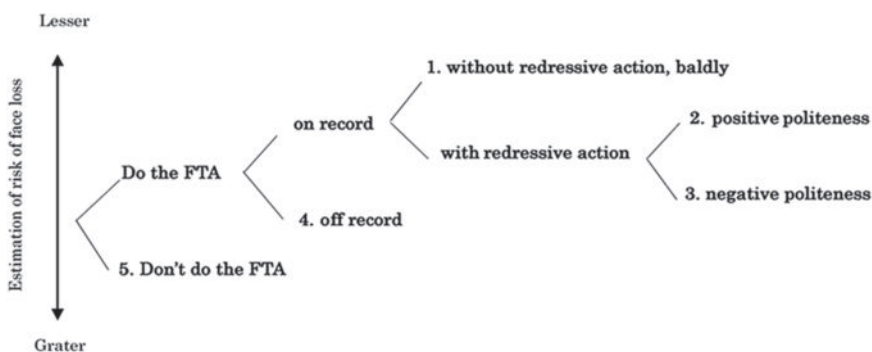 Lesser
Estimation of risk of face loss
1. without redressive action, baldly
on record
2. positive politeness
with redressive action
Do the FTA
3. negative politeness
4. off record
5. Don't do the FTA
Grater